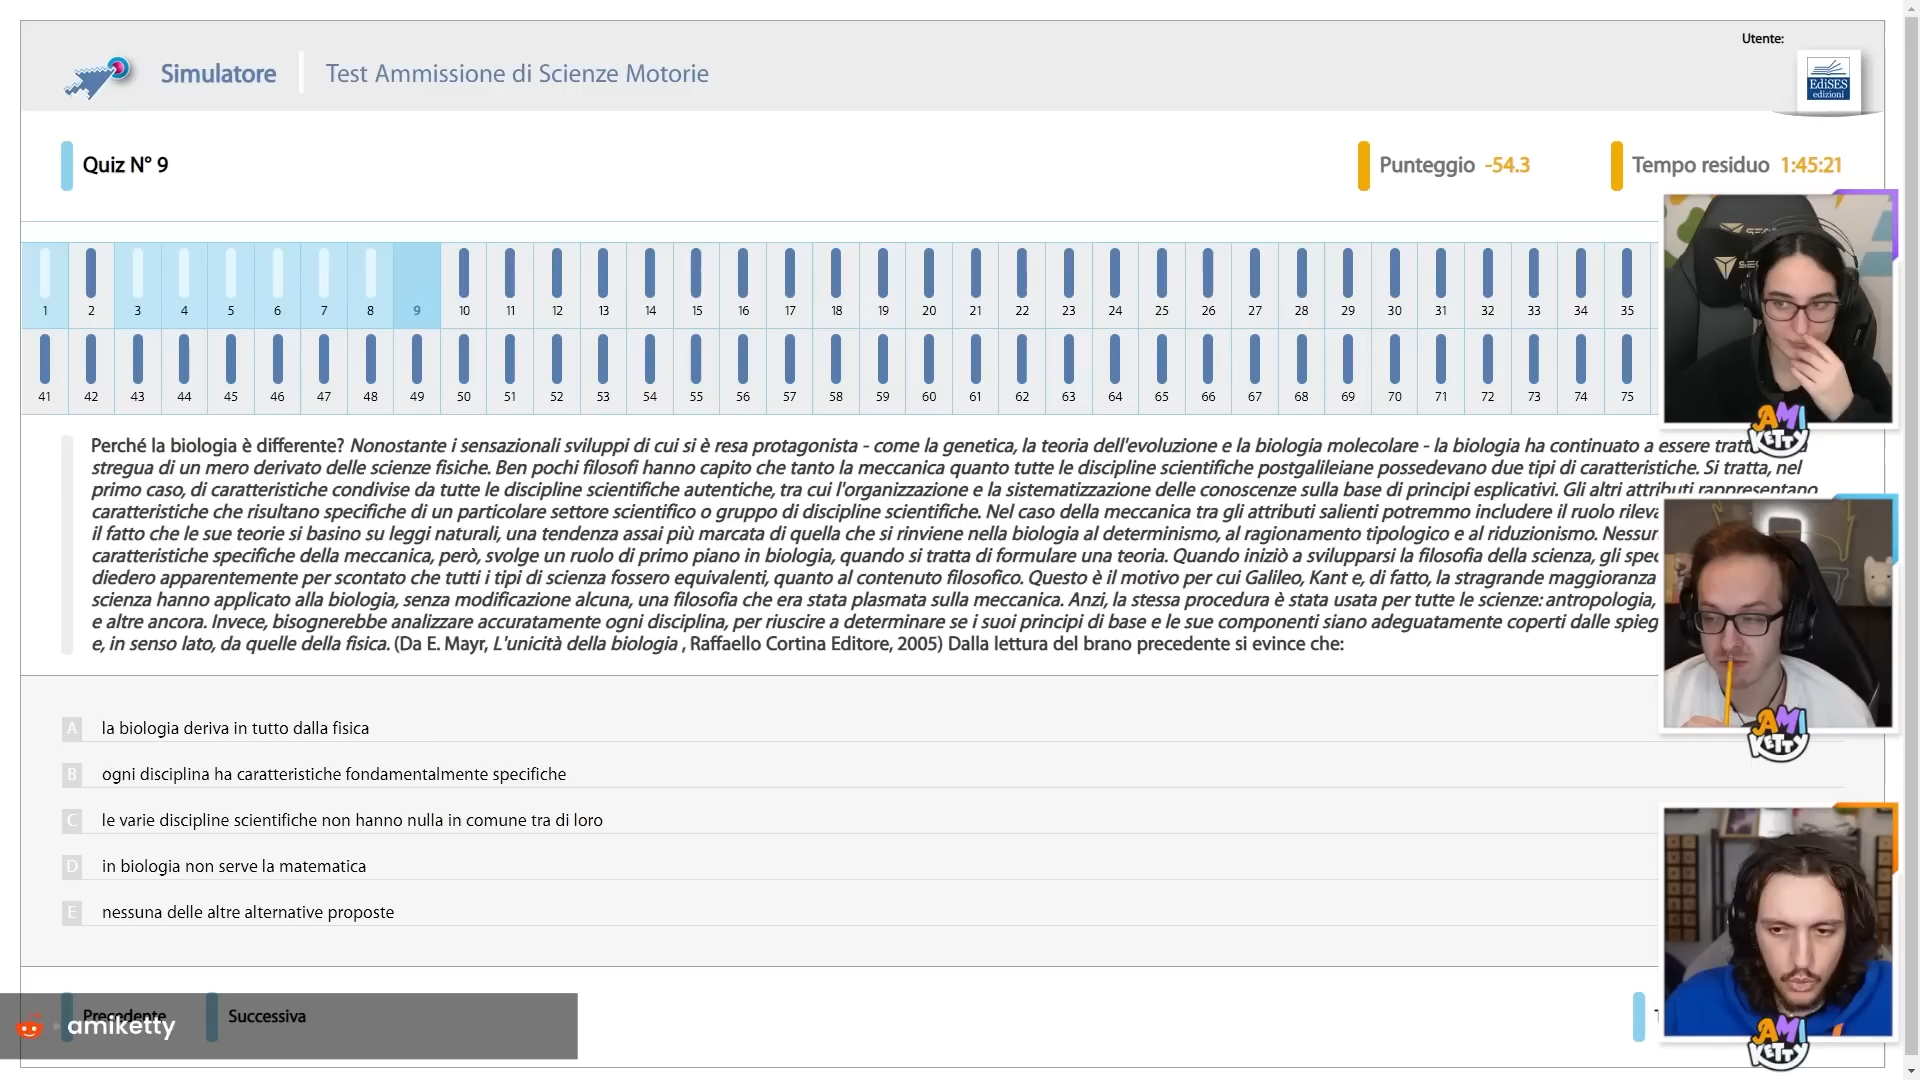 Utente:
Simulatore
Test Ammissione di Scienze Motorie
EdiSES
edizioni
Quiz N° 9
Punteggio -54.3
Tempo residuo 1:45:21
1 2 3 4 5 6 7 8 9 10 11 12 13 14 15 16 17 18 19 20 21 22 23 24 25 26 27 28 29 30 31 32 33 34 35
41 42 43 44 45 46 47 48 49 50 51 52 53 54 55 56 57 58 59 60 61 62 63 64 65 66 67 68 69 70 71 72 73 74 75
Perché la biologia è differente? Nonostante i sensazionali sviluppi di cui si è resa protagonista - come la genetica, la teoria dell'evoluzione e la biologia molecolare - la biologia ha continuato a essere
stregua di un mero derivato delle scienze fisiche. Ben pochi filosofi hanno capito che tanto la meccanica quanto tutte le discipline scientifiche postgalileiane possedevano due tipi di caratteristiche. Si tratta, nel
primo caso, di caratteristiche condivise da tutte le discipline scientifiche autentiche, tra cui l'organizzazione e la sistematizzazione delle conoscenze sulla base di principi esplicativi. Gli altri attributi rappresentano
caratteristiche che risultano specifiche di un particolare settore scientifico o gruppo di discipline scientifiche. Nel caso della meccanica tra gli attributi salienti potremmo includere il ruolo
il fatto che le sue teorie si basino su leggi naturali, una tendenza assai più marcata di quella che si rinviene nella biologia al determinismo, al ragionamento tipologico e al riduzionismo.
caratteristiche specifiche della meccanica, però, svolge un ruolo di primo piano in biologia, quando si tratta di formulare una teoria. Quando iniziò a svilupparsi la filosofia della scienza, gli
diedero apparentemente per scontato che tutti i tipi di scienza fossero equivalenti, quanto al contenuto filosofico. Questo è il motivo per cui Galileo, Kant e, di fatto, la stragrande maggioranza
scienza hanno applicato alla biologia, senza modificazione alcuna, una filosofia che era stata plasmata sulla meccanica. Anzi, la stessa procedura è stata usata per tutte le scienze: antropologia,
e altre ancora. Invece, bisognerebbe analizzare accuratamente ogni disciplina, per riuscire a determinare se i suoi principi di base e le sue componenti siano adeguatamente coperti dalle
e, in senso lato, da quelle della fisica. (Da E. Mayr, L'unicità della biologia , Raffaello Cortina Editore, 2005) Dalla lettura del brano precedente si evince che:
A la biologia deriva in tutto dalla fisica
B ogni disciplina ha caratteristiche fondamentalmente specifiche
C le varie discipline scientifiche non hanno nulla in comune tra di loro
D in biologia non serve la matematica
E nessuna delle altre alternative proposte
Precedente
Successiva
amiketty
AMI
KETTY
AMI
KETTY
AMI
KETTY